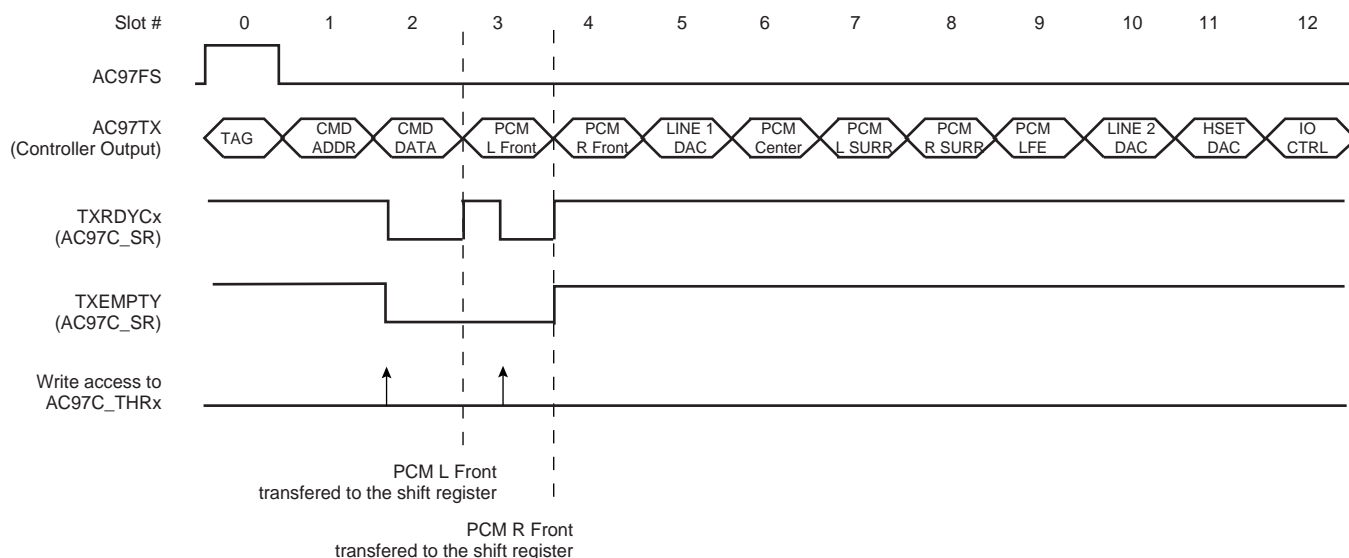 Slot # 0 1 2 3 4 5 6 7 8 9 10 11 12
AC97FS
AC97TX
(Controller Output)
TAG
CMD
ADDR
CMD
DATA
PCM
L Front
PCM
R Front
LINE 1
DAC
PCM
Center
PCM
L SURR
PCM
R SURR
PCM
LFE
LINE 2
DAC
HSET
DAC
IO
CTRL
TXRDYCx
(AC97C_SR)
TXEMPTY
(AC97C_SR)
Write access to
AC97C_THRx
PCM L Front
transfered to the shift register
PCM R Front
transfered to the shift register